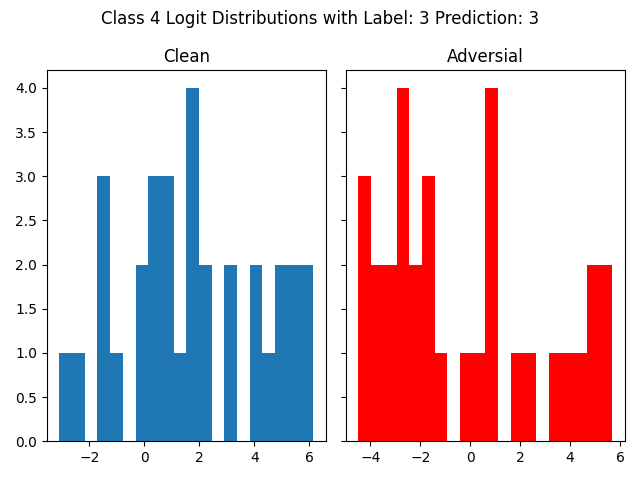 Class 4 Logit Distributions with Label: 3 Prediction: 3
Clean
Adversial
4.0
3.5
3.0
2.5
2.0
1.5
1.0
0.5
0.0
−2 0 2 4 6
−4 −2 0 2 4 6